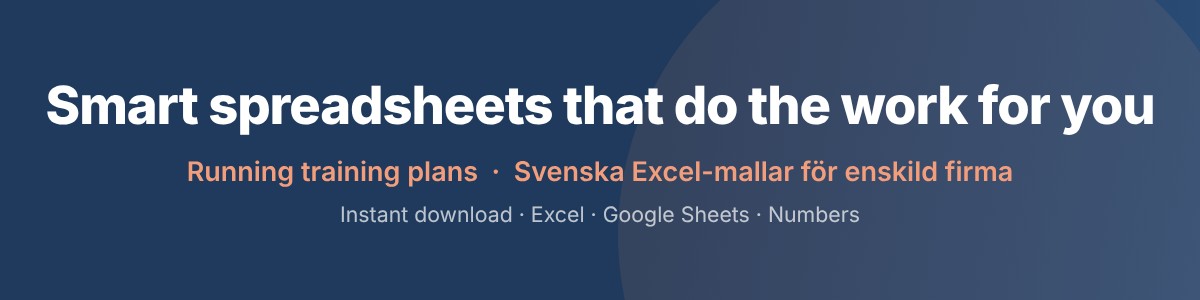 Smart spreadsheets that do the work for you
Running training plans · Svenska Excel-mallar för enskild firma
Instant download · Excel · Google Sheets · Numbers